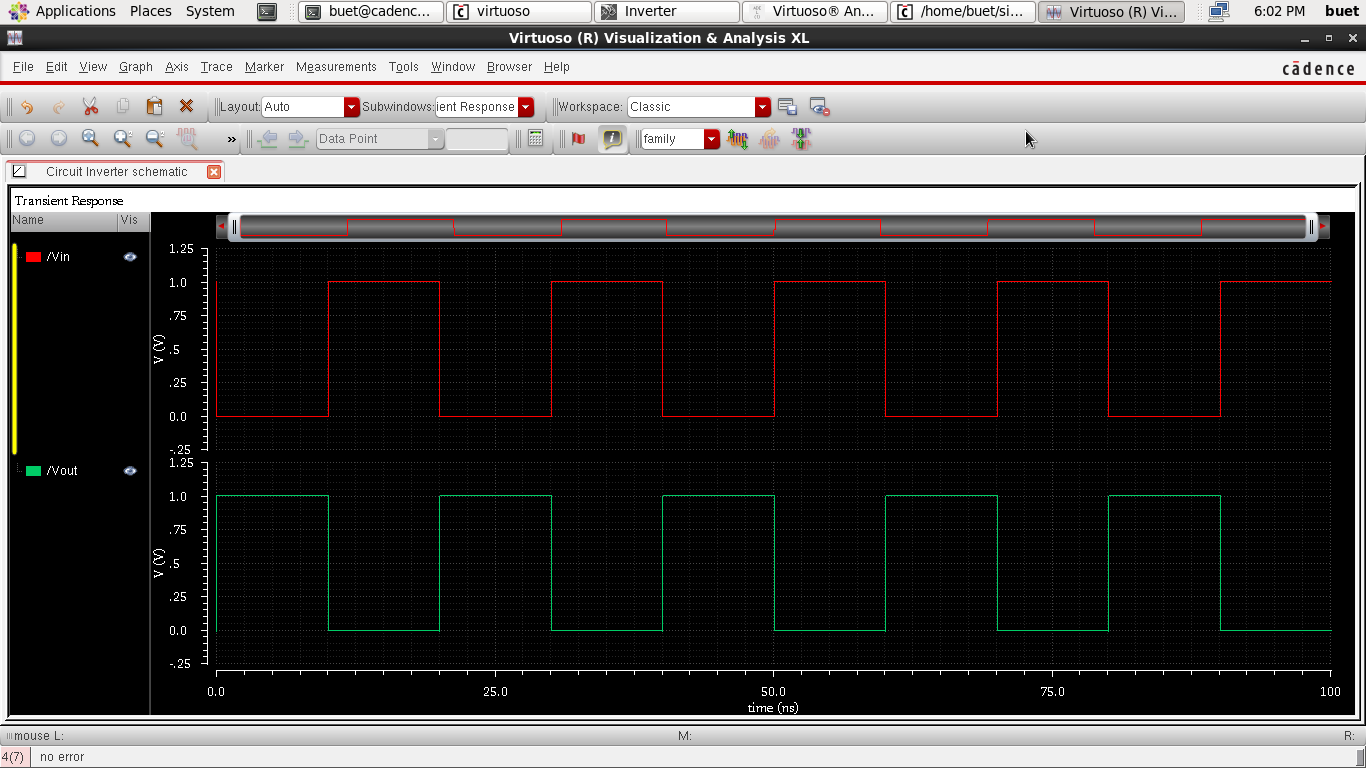 Applications Places System buet@cadenc... virtuoso Inverter Virtuoso® An... /home/buet/si... Virtuoso (R) Vi... 6:02 PM buet
Virtuoso (R) Visualization & Analysis XL
File Edit View Graph Axis Trace Marker Measurements Tools Window Browser Help cādence
Layout: Auto Subwindows: ient Response Workspace: Classic
» Data Point family
Circuit Inverter schematic
Transient Response
Name Vis
/Vin
1.25
1.0
.75
.5
.25
0.0
-.25
V (V)
/Vout
1.25
1.0
.75
.5
.25
0.0
-.25
V (V)
0.0 25.0 50.0 75.0 100
time (ns)
mouse L: M: R:
4(7) no error